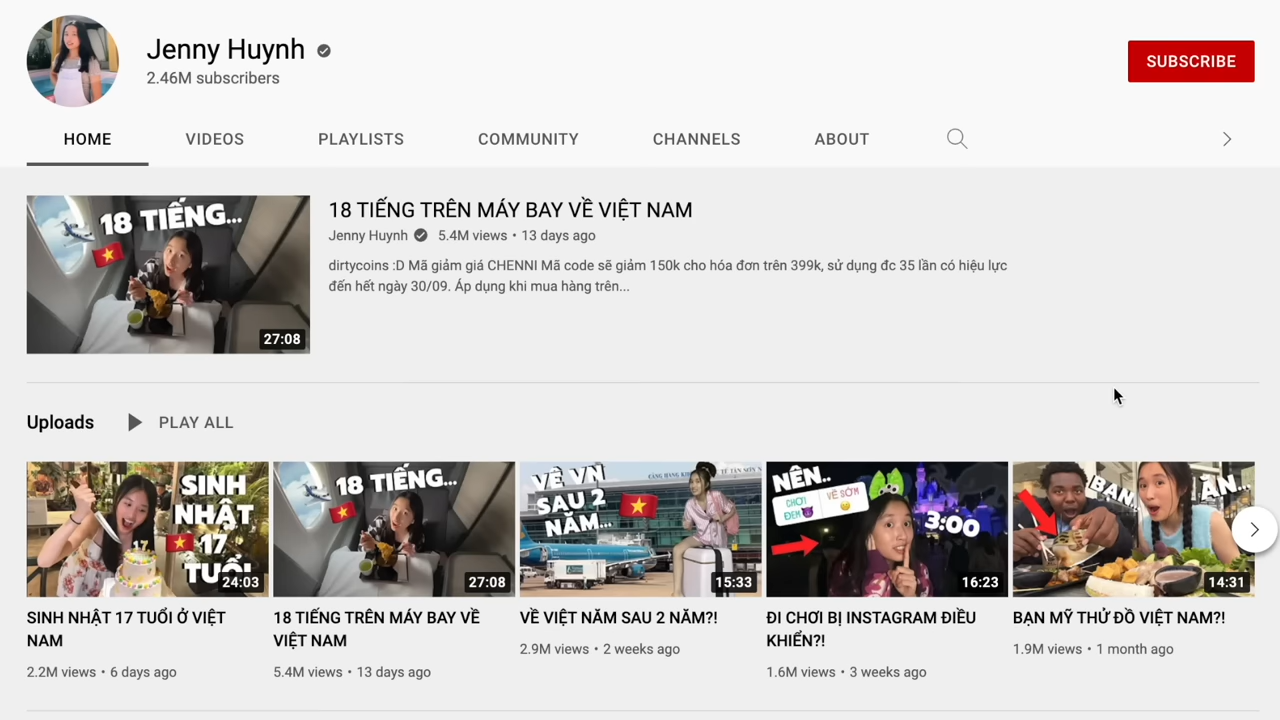 Jenny Huynh
2.46M subscribers
SUBSCRIBE
HOME
VIDEOS
PLAYLISTS
COMMUNITY
CHANNELS
ABOUT
18 TIẾNG...
27:08
18 TIẾNG TRÊN MÁY BAY VỀ VIỆT NAM
Jenny Huynh 5.4M views • 13 days ago
dirtycoins :D Mã giảm giá CHENNI Mã code sẽ giảm 150k cho hóa đơn trên 399k, sử dụng đc 35 lần có hiệu lực
đến hết ngày 30/09. Áp dụng khi mua hàng trên...
Uploads
PLAY ALL
SINH
NHẬT
17
TUỔI
17
24:03
SINH NHẬT 17 TUỔI Ở VIỆT
NAM
2.2M views • 6 days ago
18 TIẾNG...
27:08
18 TIẾNG TRÊN MÁY BAY VỀ
VIỆT NAM
5.4M views • 13 days ago
VỀ VN
SAU 2
NĂM...
15:33
VỀ VIỆT NĂM SAU 2 NĂM?!
2.9M views • 2 weeks ago
NÊN..
CHƠI
ĐÊM
VỀ SỚM
3:00
16:23
ĐI CHƠI BỊ INSTAGRAM ĐIỀU
KHIỂN?!
1.6M views • 3 weeks ago
BẠN
ĂN...
14:31
BẠN MỸ THỬ ĐỒ VIỆT NAM?!
1.9M views • 1 month ago